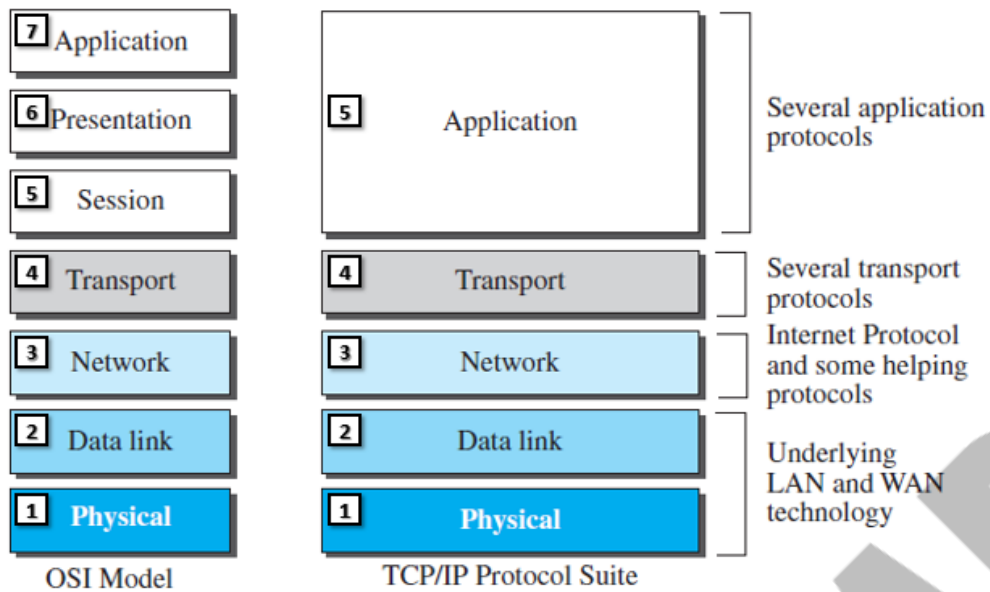 7 Application
6 Presentation
5 Session
4 Transport
3 Network
2 Data link
1 Physical
OSI Model
5 Application
4 Transport
3 Network
2 Data link
1 Physical
TCP/IP Protocol Suite
Several application
protocols
Several transport
protocols
Internet Protocol
and some helping
protocols
Underlying
LAN and WAN
technology